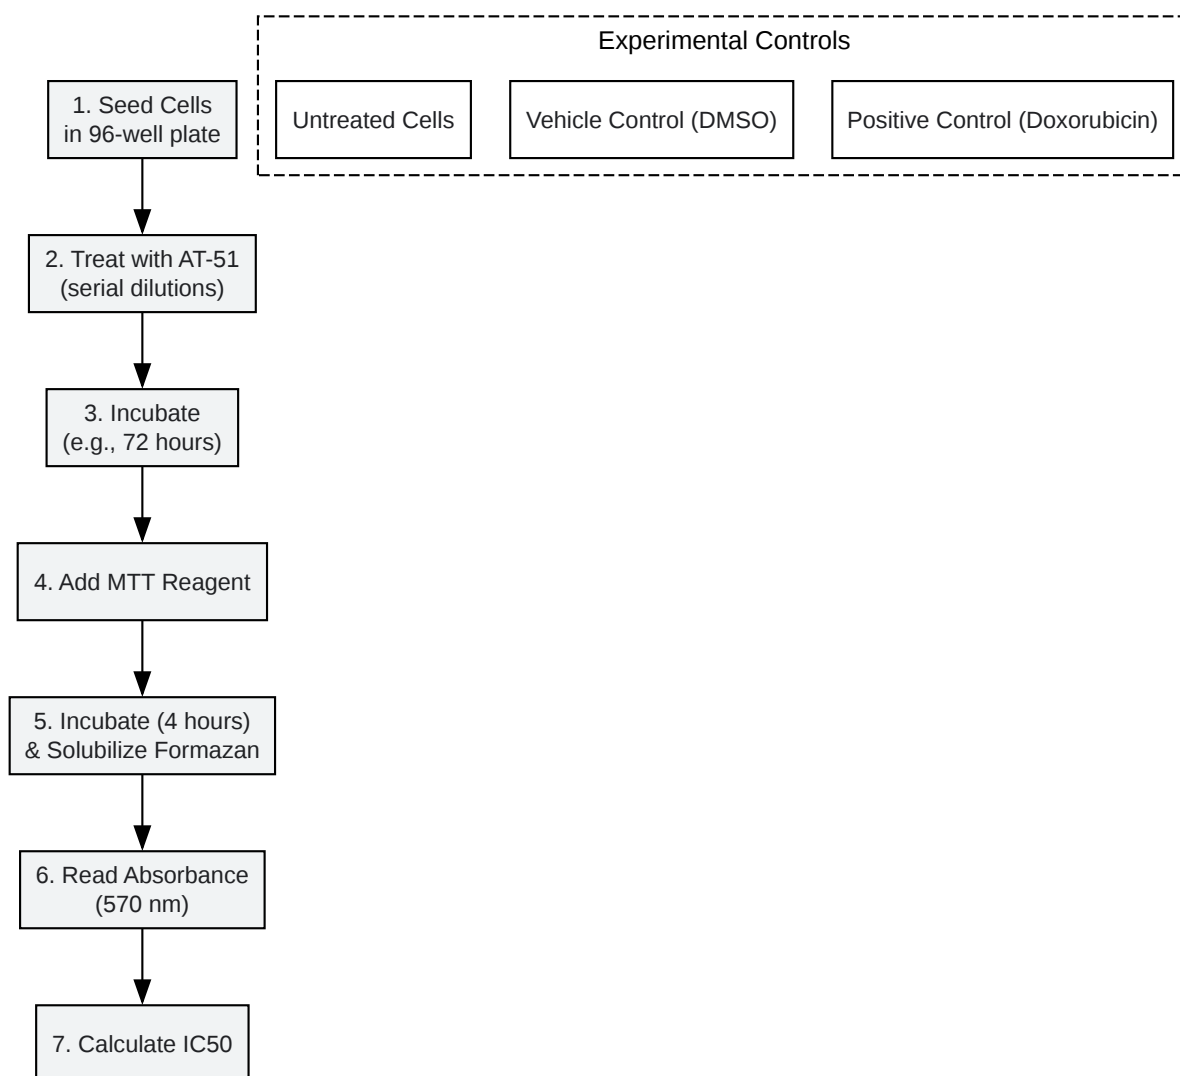 Experimental Controls
1. Seed Cells
in 96-well plate
Untreated Cells
Vehicle Control (DMSO)
Positive Control (Doxorubicin)
2. Treat with AT-51
(serial dilutions)
3. Incubate
(e.g., 72 hours)
4. Add MTT Reagent
5. Incubate (4 hours)
& Solubilize Formazan
6. Read Absorbance
(570 nm)
7. Calculate IC50